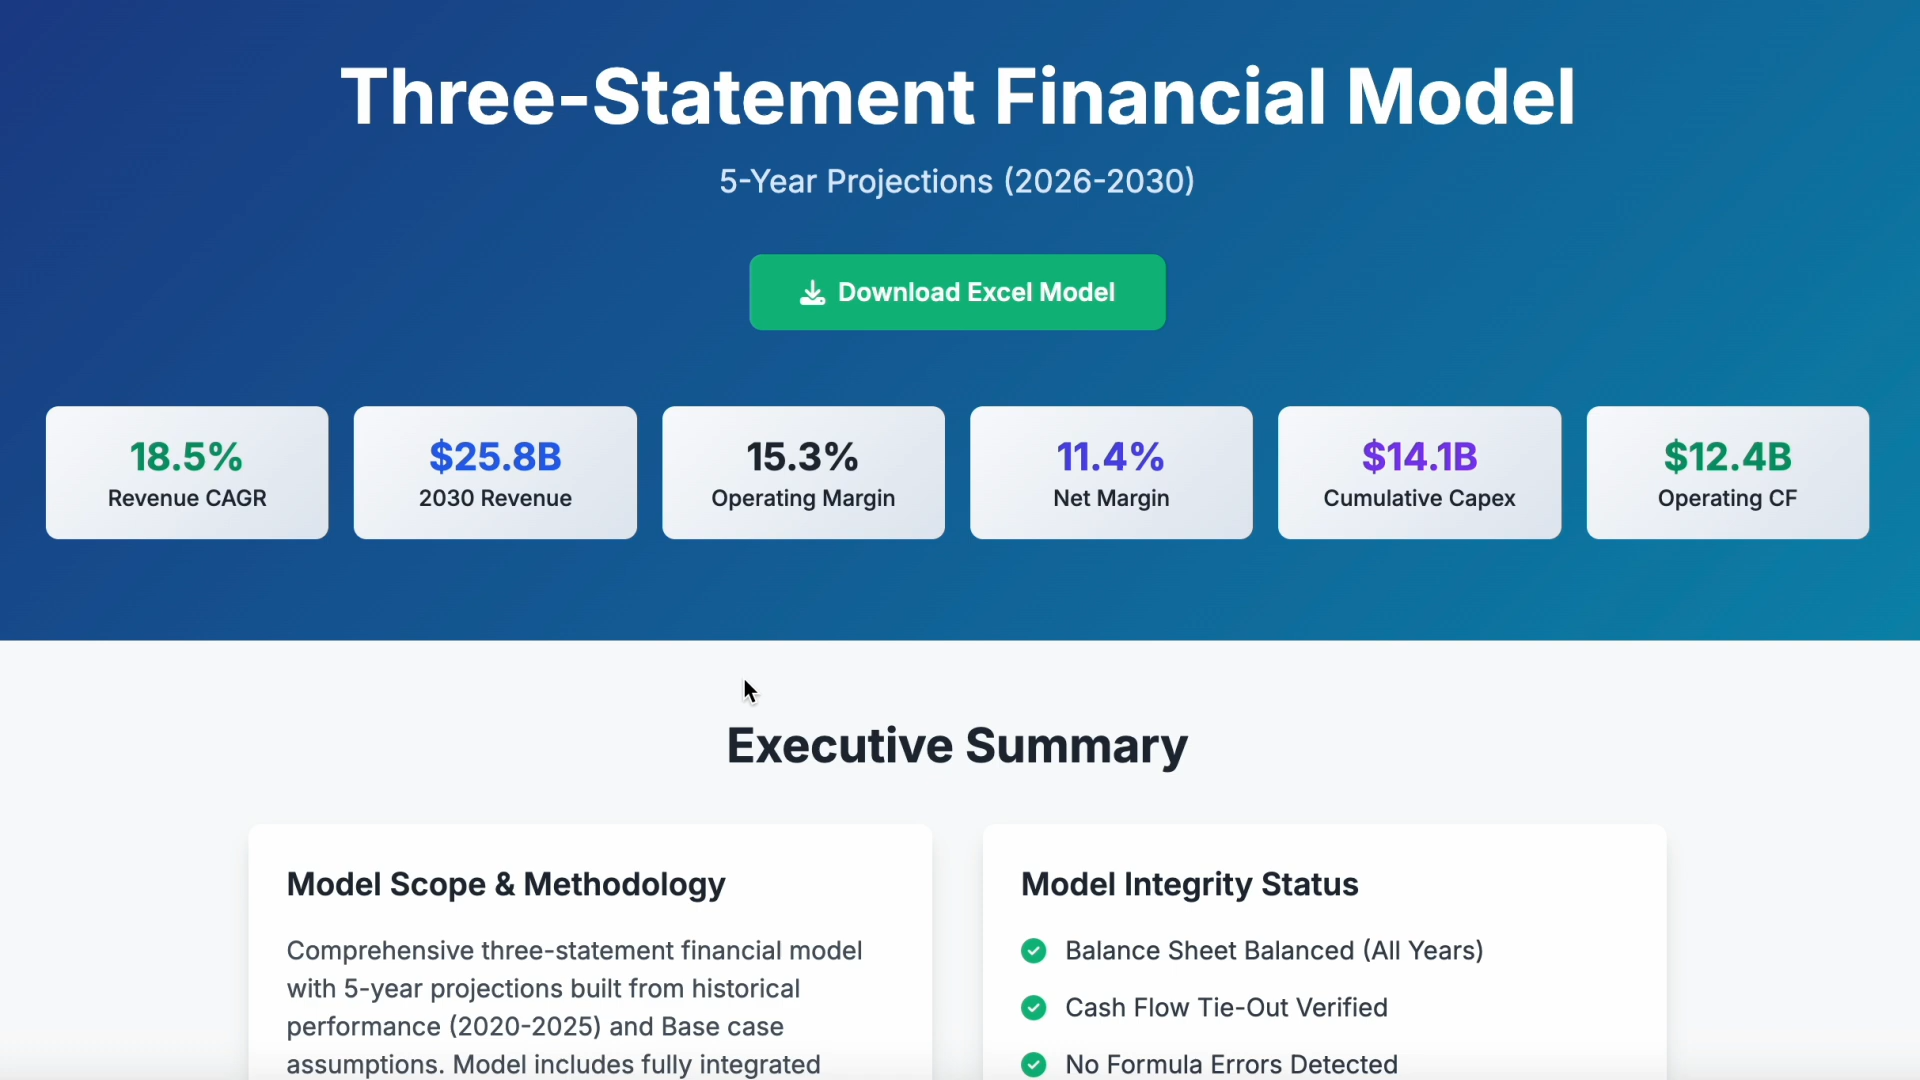 Three-Statement Financial Model
5-Year Projections (2026-2030)
Download Excel Model
18.5%
Revenue CAGR
$25.8B
2030 Revenue
15.3%
Operating Margin
11.4%
Net Margin
$14.1B
Cumulative Capex
$12.4B
Operating CF
Executive Summary
Model Scope & Methodology
Comprehensive three-statement financial model
with 5-year projections built from historical
performance (2020-2025) and Base case
assumptions. Model includes fully integrated
Model Integrity Status
Balance Sheet Balanced (All Years)
Cash Flow Tie-Out Verified
No Formula Errors Detected